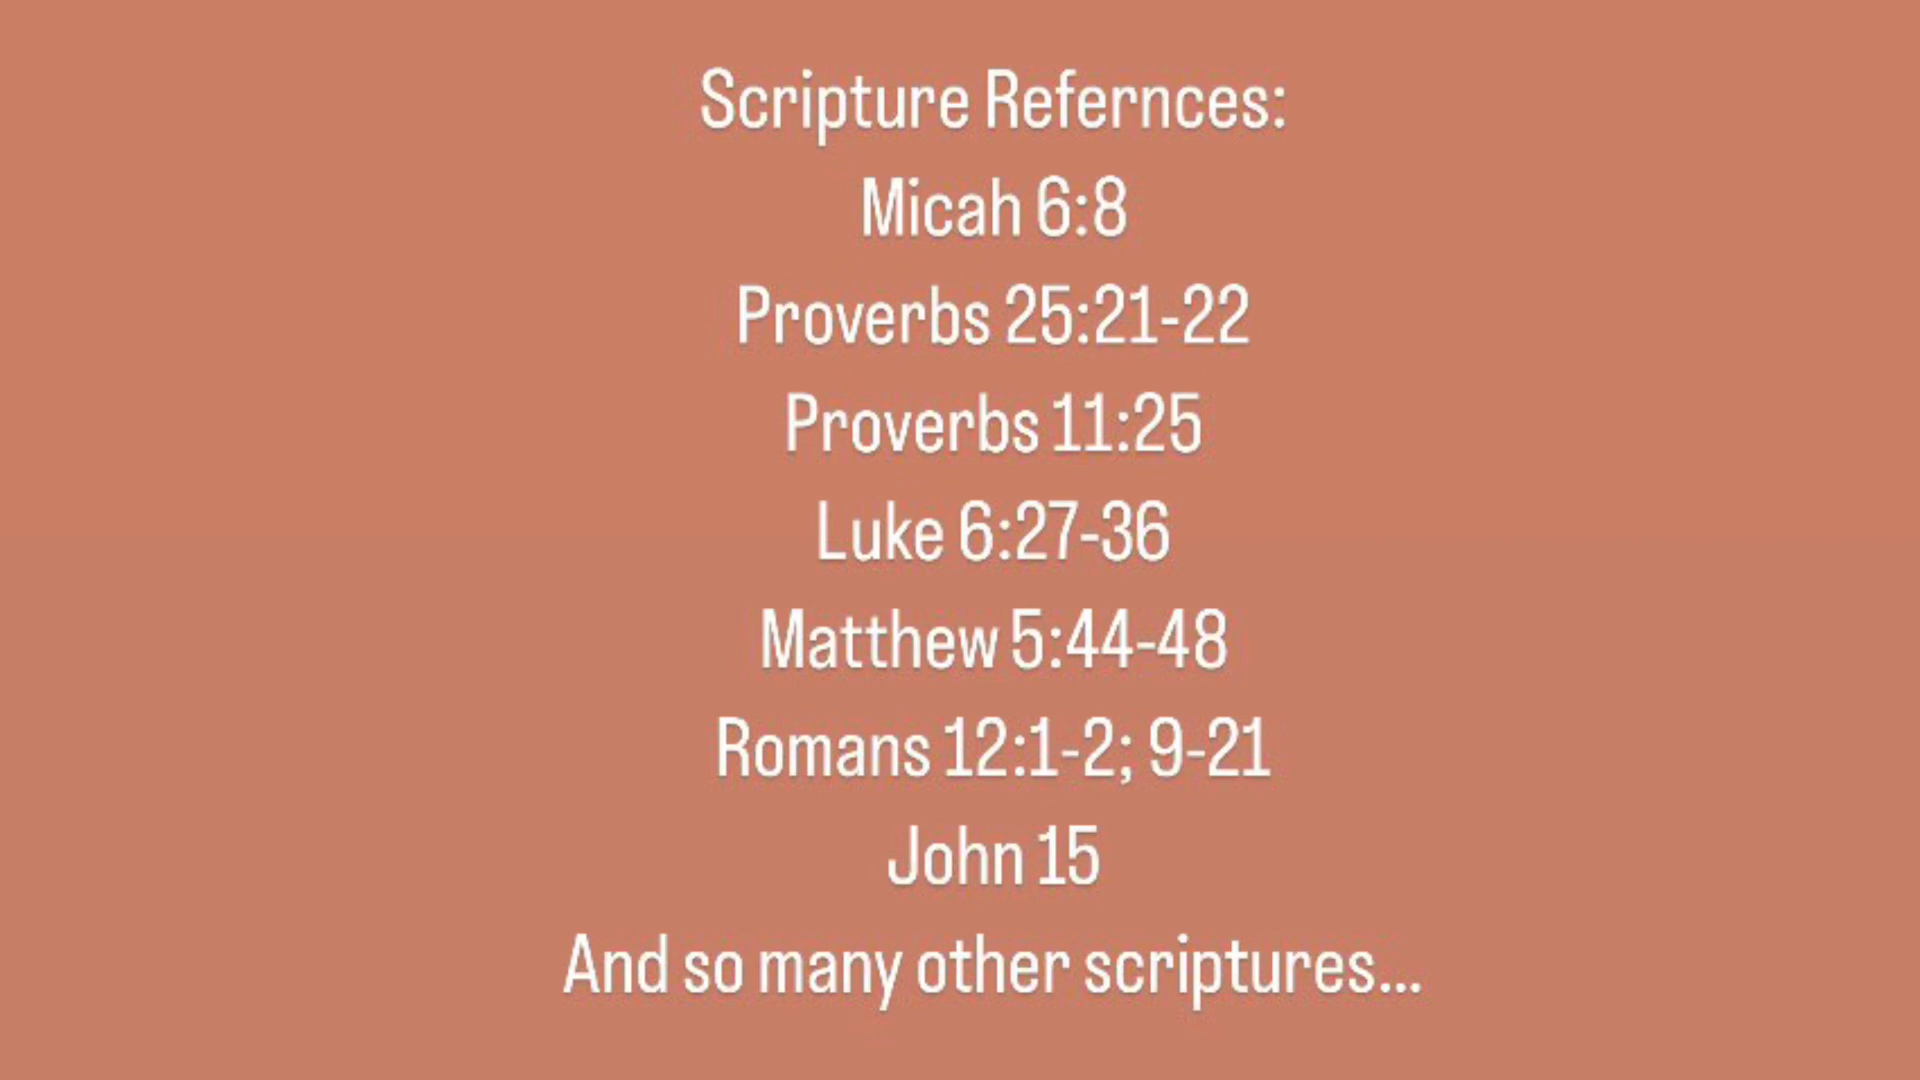 Scripture Refernces:
Micah 6:8
Proverbs 25:21-22
Proverbs 11:25
Luke 6:27-36
Matthew 5:44-48
Romans 12:1-2; 9-21
John 15
And so many other scriptures...